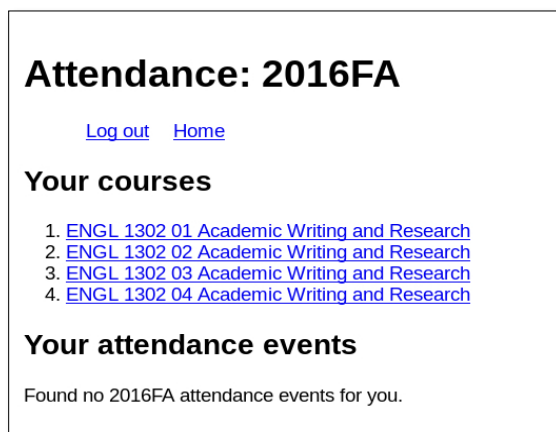 Attendance: 2016FA
Log out Home
Your courses
1. ENGL 1302 01 Academic Writing and Research
2. ENGL 1302 02 Academic Writing and Research
3. ENGL 1302 03 Academic Writing and Research
4. ENGL 1302 04 Academic Writing and Research
Your attendance events
Found no 2016FA attendance events for you.